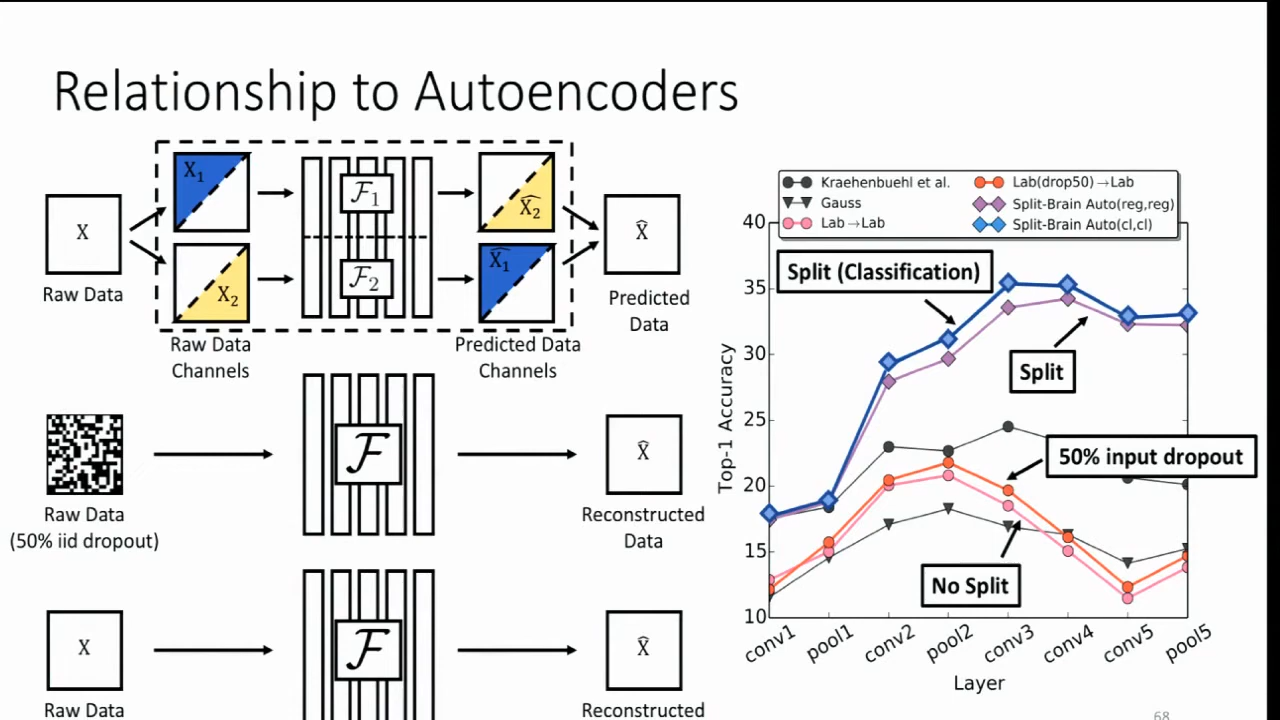 Relationship to Autoencoders
X
Raw Data
X₁
X₂
Raw Data
Channels
ℱ₁
ℱ₂
X̂₂
X̂₁
Predicted Data
Channels
X̂
Predicted
Data
Raw Data
(50% iid dropout)
ℱ
X̂
Reconstructed
Data
X
Raw Data
ℱ
X̂
Reconstructed
Kraehenbuehl et al.
Gauss
Lab→Lab
Lab(drop50)→Lab
Split-Brain Auto(reg,reg)
Split-Brain Auto(cl,cl)
Split (Classification)
Split
50% input dropout
No Split
Top-1 Accuracy
40
35
30
25
20
15
10
conv1
pool1
conv2
pool2
conv3
conv4
conv5
pool5
Layer
68